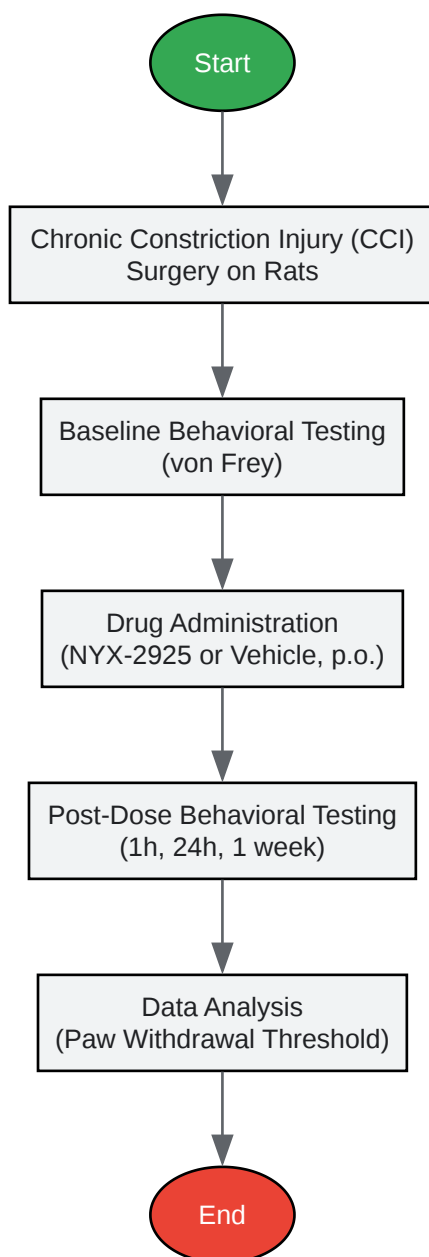 Start
Chronic Constriction Injury (CCI)
Surgery on Rats
Baseline Behavioral Testing
(von Frey)
Drug Administration
(NYX-2925 or Vehicle, p.o.)
Post-Dose Behavioral Testing
(1h, 24h, 1 week)
Data Analysis
(Paw Withdrawal Threshold)
End